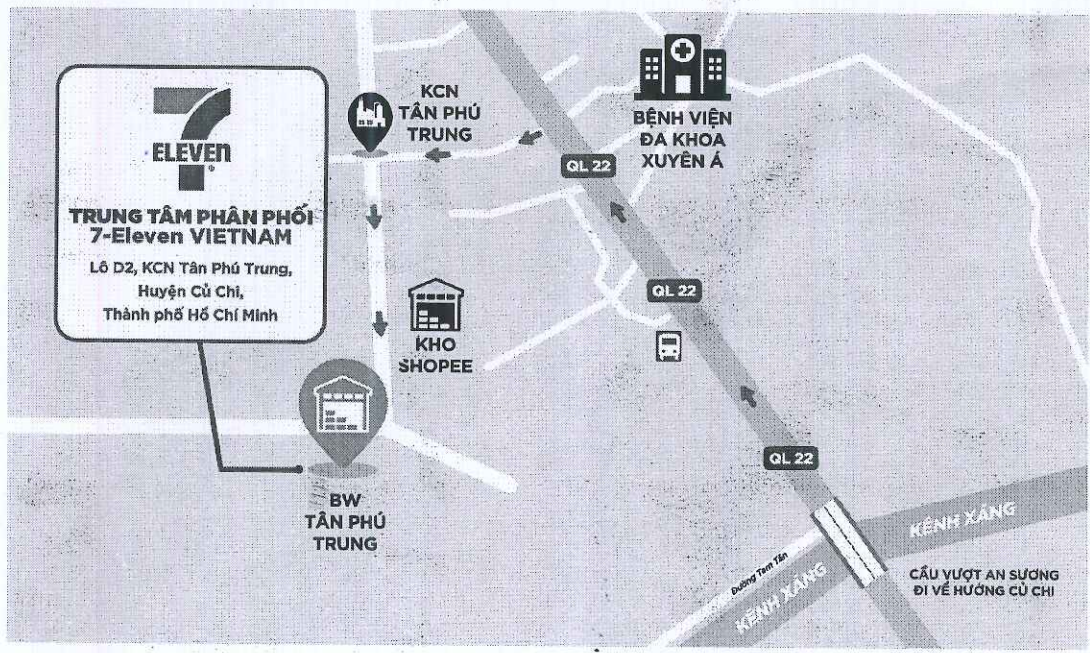 7
ELEVEN
®
TRUNG TÂM PHÂN PHỐI
7-Eleven VIETNAM
Lô D2, KCN Tân Phú Trung,
Huyện Củ Chi,
Thành phố Hồ Chí Minh
KCN
TÂN PHÚ
TRUNG
BỆNH VIỆN
ĐA KHOA
XUYÊN Á
QL 22
QL 22
KHO
SHOPEE
QL 22
BW
TÂN PHÚ
TRUNG
KÊNH XÁNG
Đường Tam Tân
KÊNH XÁNG
CẦU VƯỢT AN SƯƠNG
ĐI VỀ HƯỚNG CỦ CHI